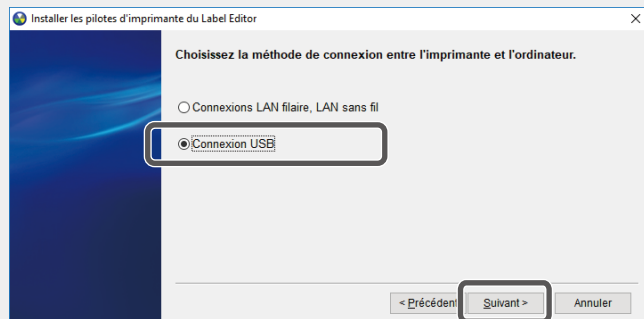 Installer les pilotes d'imprimante du Label Editor
Choisissez la méthode de connexion entre l'imprimante et l'ordinateur.
Connexions LAN filaire, LAN sans fil
Connexion USB
< Précédent Suivant > Annuler